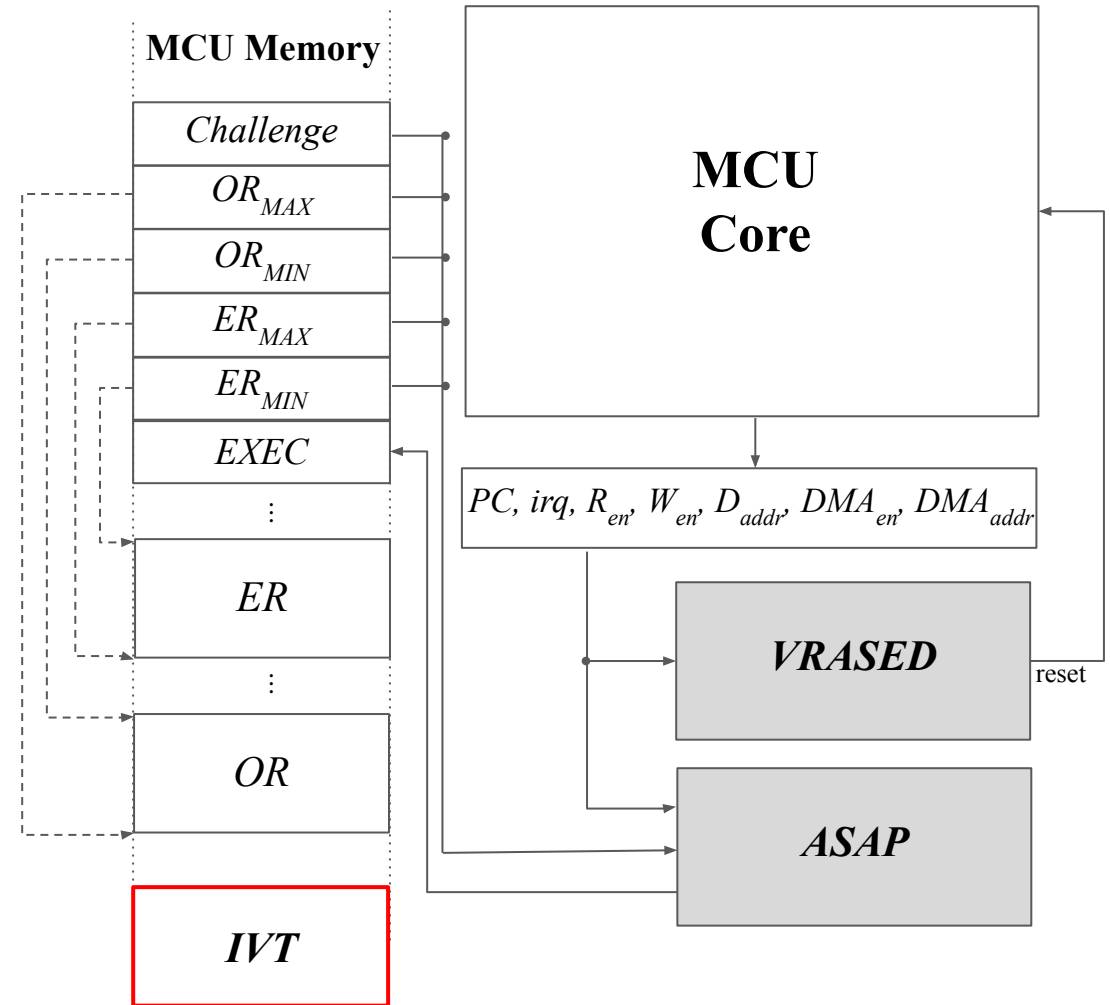 MCU Memory
Challenge
OR_MAX
OR_MIN
ER_MAX
ER_MIN
EXEC
⋮
ER
⋮
OR
IVT
MCU
Core
PC, irq, R_en, W_en, D_addr, DMA_en, DMA_addr
VRASED
reset
ASAP